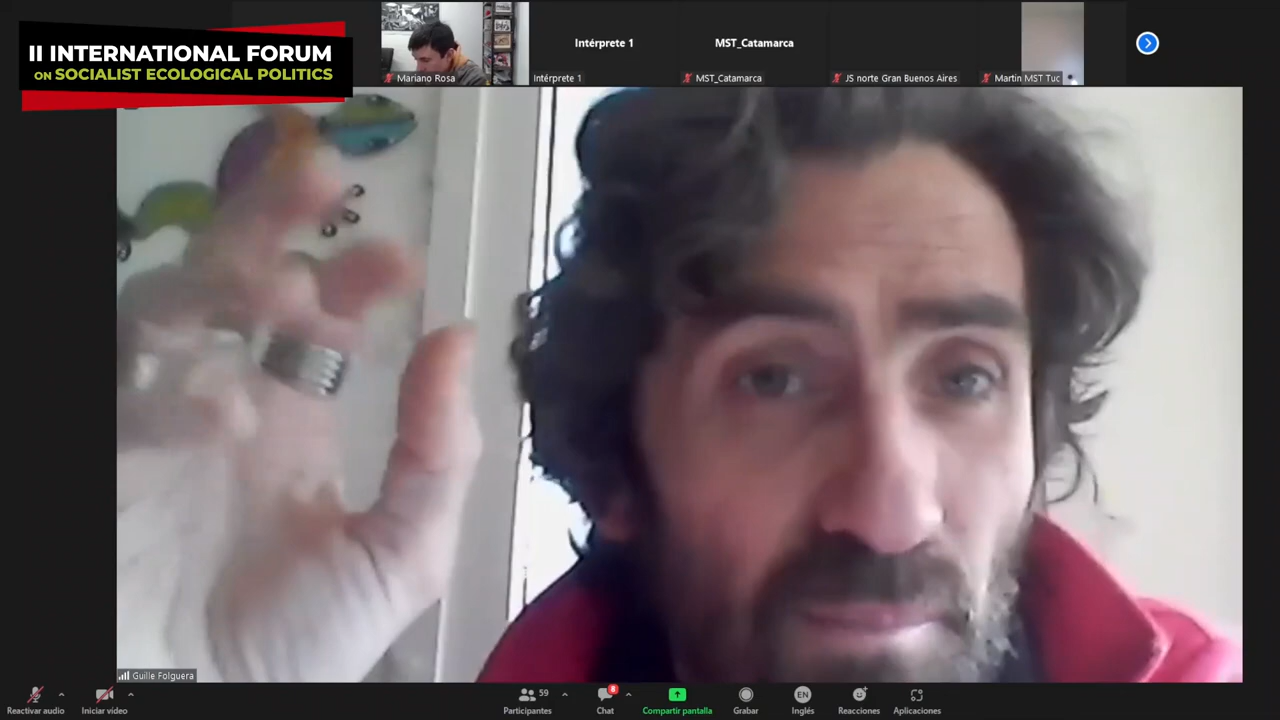 II INTERNATIONAL FORUM
ON SOCIALIST ECOLOGICAL POLITICS
Mariano Rosa
Intérprete 1
Intérprete 1
MST_Catamarca
MST_Catamarca
JS norte Gran Buenos Aires
Martin MST Tuc
Guille Folguera
Reactivar audio
Iniciar video
59
Participantes
8
Chat
Compartir pantalla
Grabar
EN
Inglés
Reacciones
Aplicaciones